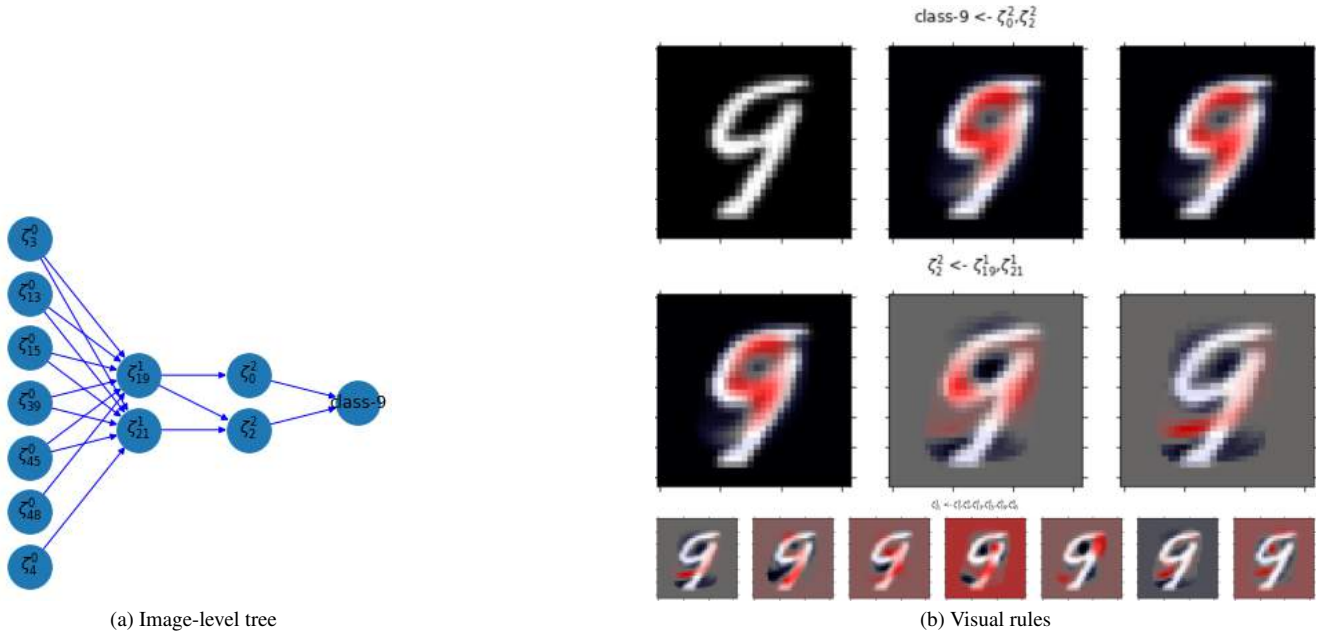 class-9 <- ζ₀²,ζ₂²
ζ₂² <- ζ₁₉¹,ζ₂₁¹
ζ₃⁰
ζ₁₃⁰
ζ₁₅⁰
ζ₃₉⁰
ζ₄₅⁰
ζ₄₈⁰
ζ₄⁰
ζ₁₉¹
ζ₂₁¹
ζ₀²
ζ₂²
class-9
(a) Image-level tree
(b) Visual rules